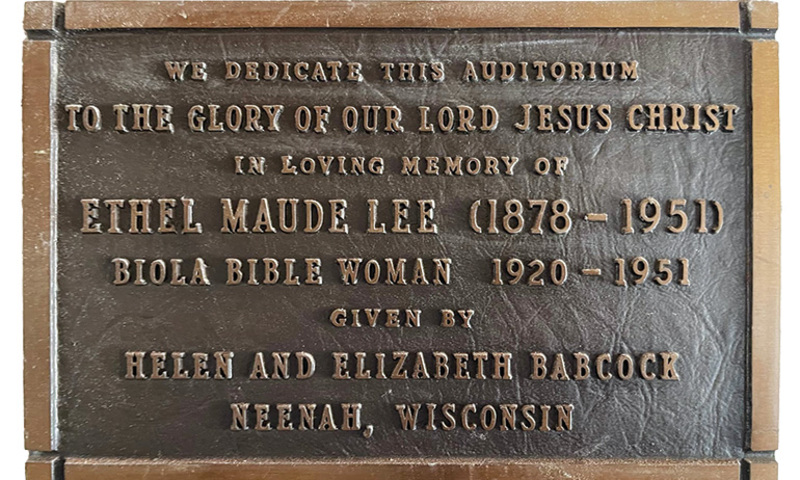 WE DEDICATE THIS AUDITORIUM
TO THE GLORY OF OUR LORD JESUS CHRIST
IN LOVING MEMORY OF
ETHEL MAUDE LEE (1878 – 1951)
BIOLA BIBLE WOMAN 1920 – 1951
GIVEN BY
HELEN AND ELIZABETH BABCOCK
NEENAH, WISCONSIN